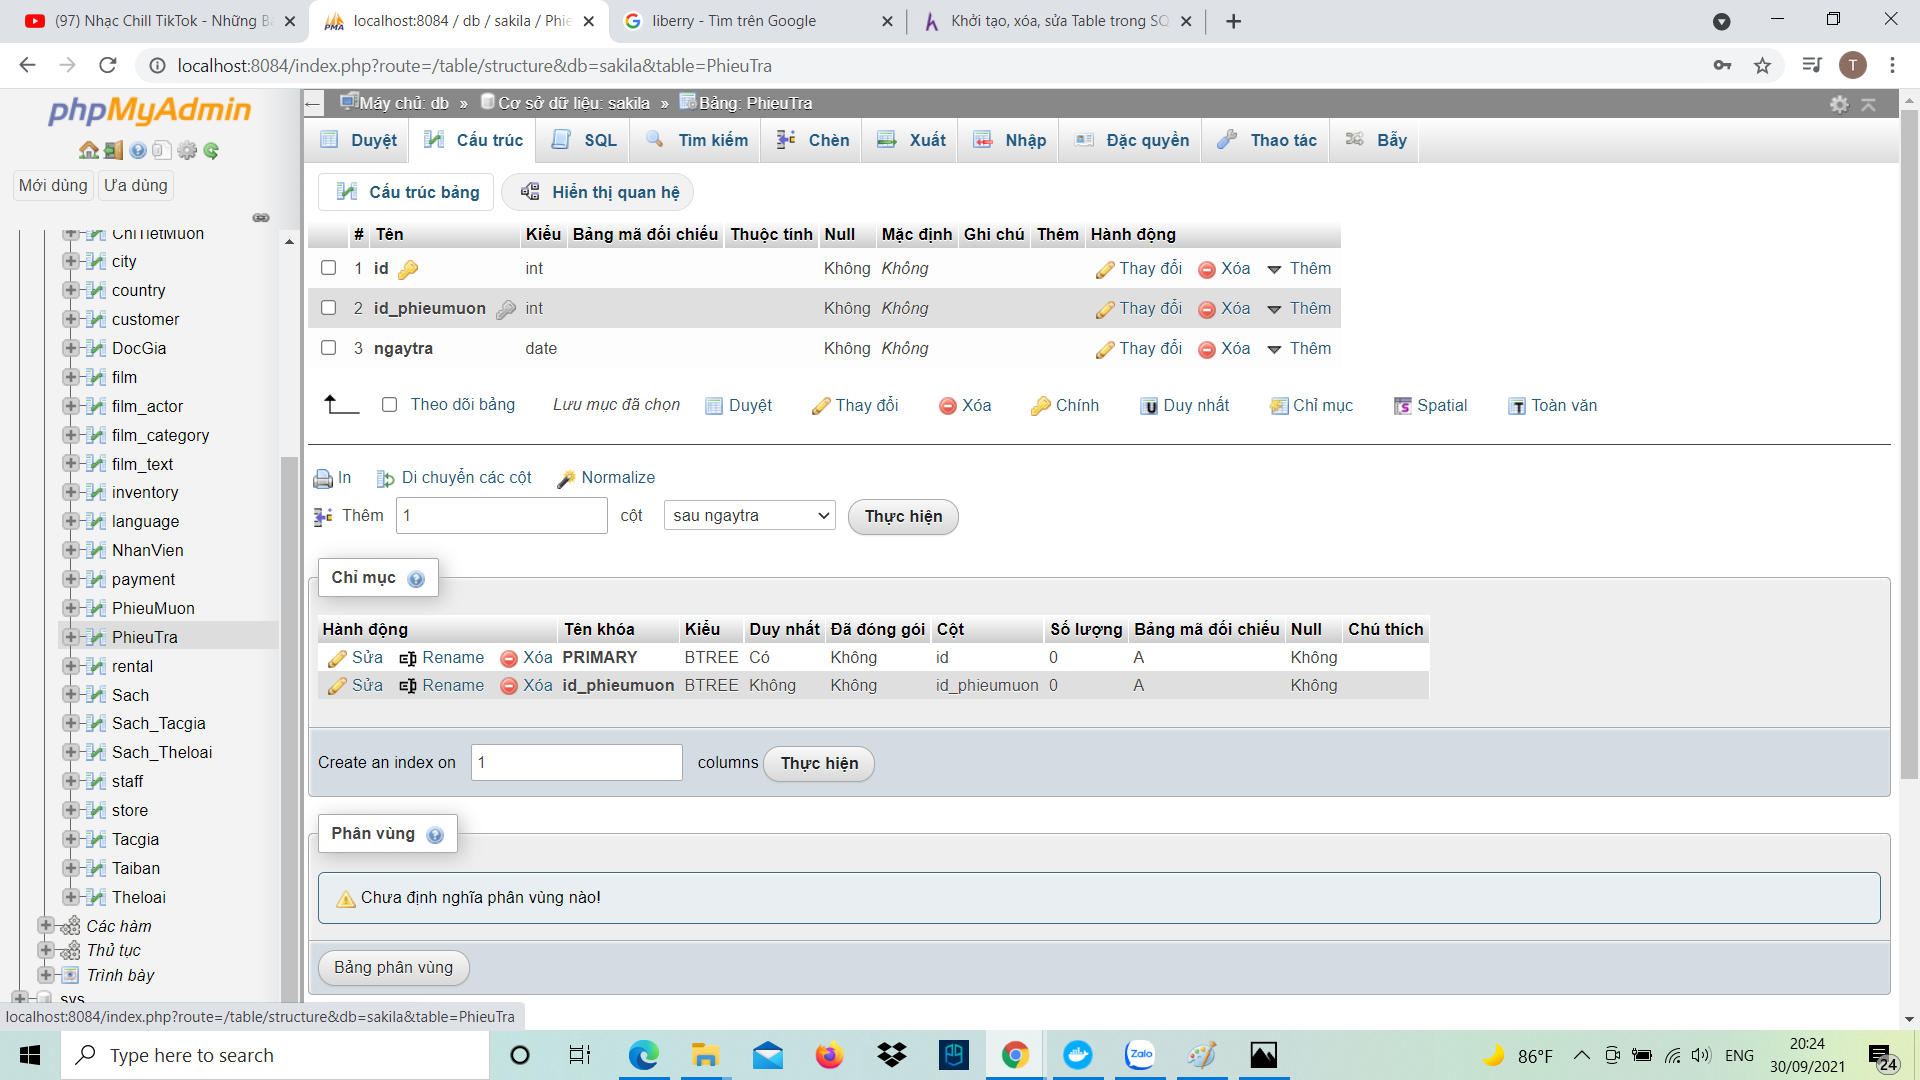 (97) Nhạc Chill TikTok - Những B
localhost:8084 / db / sakila / Phi
liberry - Tìm trên Google
Khởi tạo, xóa, sửa Table trong SQ
localhost:8084/index.php?route=/table/structure&db=sakila&table=PhieuTra
T
phpMyAdmin
Mới dùng
Ưa dùng
ChiTietMuon
city
country
customer
DocGia
film
film_actor
film_category
film_text
inventory
language
NhanVien
payment
PhieuMuon
PhieuTra
rental
Sach
Sach_Tacgia
Sach_Theloai
staff
store
Tacgia
Taiban
Theloai
Các hàm
Thủ tục
Trình bày
sys
Máy chủ: db » Cơ sở dữ liệu: sakila » Bảng: PhieuTra
Duyệt Cấu trúc SQL Tìm kiếm Chèn Xuất Nhập Đặc quyền Thao tác Bẫy
Cấu trúc bảng Hiển thị quan hệ
# Tên Kiểu Bảng mã đối chiếu Thuộc tính Null Mặc định Ghi chú Thêm Hành động
1 id int Không Không Thay đổi Xóa Thêm
2 id_phieumuon int Không Không Thay đổi Xóa Thêm
3 ngaytra date Không Không Thay đổi Xóa Thêm
Theo dõi bảng Lưu mục đã chọn Duyệt Thay đổi Xóa Chính Duy nhất Chỉ mục Spatial Toàn văn
In Di chuyển các cột Normalize
Thêm 1 cột sau ngaytra Thực hiện
Chỉ mục
Hành động Tên khóa Kiểu Duy nhất Đã đóng gói Cột Số lượng Bảng mã đối chiếu Null Chú thích
Sửa Rename Xóa PRIMARY BTREE Có Không id 0 A Không
Sửa Rename Xóa id_phieumuon BTREE Không Không id_phieumuon 0 A Không
Create an index on 1 columns Thực hiện
Phân vùng
Chưa định nghĩa phân vùng nào!
Bảng phân vùng
localhost:8084/index.php?route=/table/structure&db=sakila&table=PhieuTra
Type here to search
Zalo
86°F
ENG
20:24
30/09/2021
24